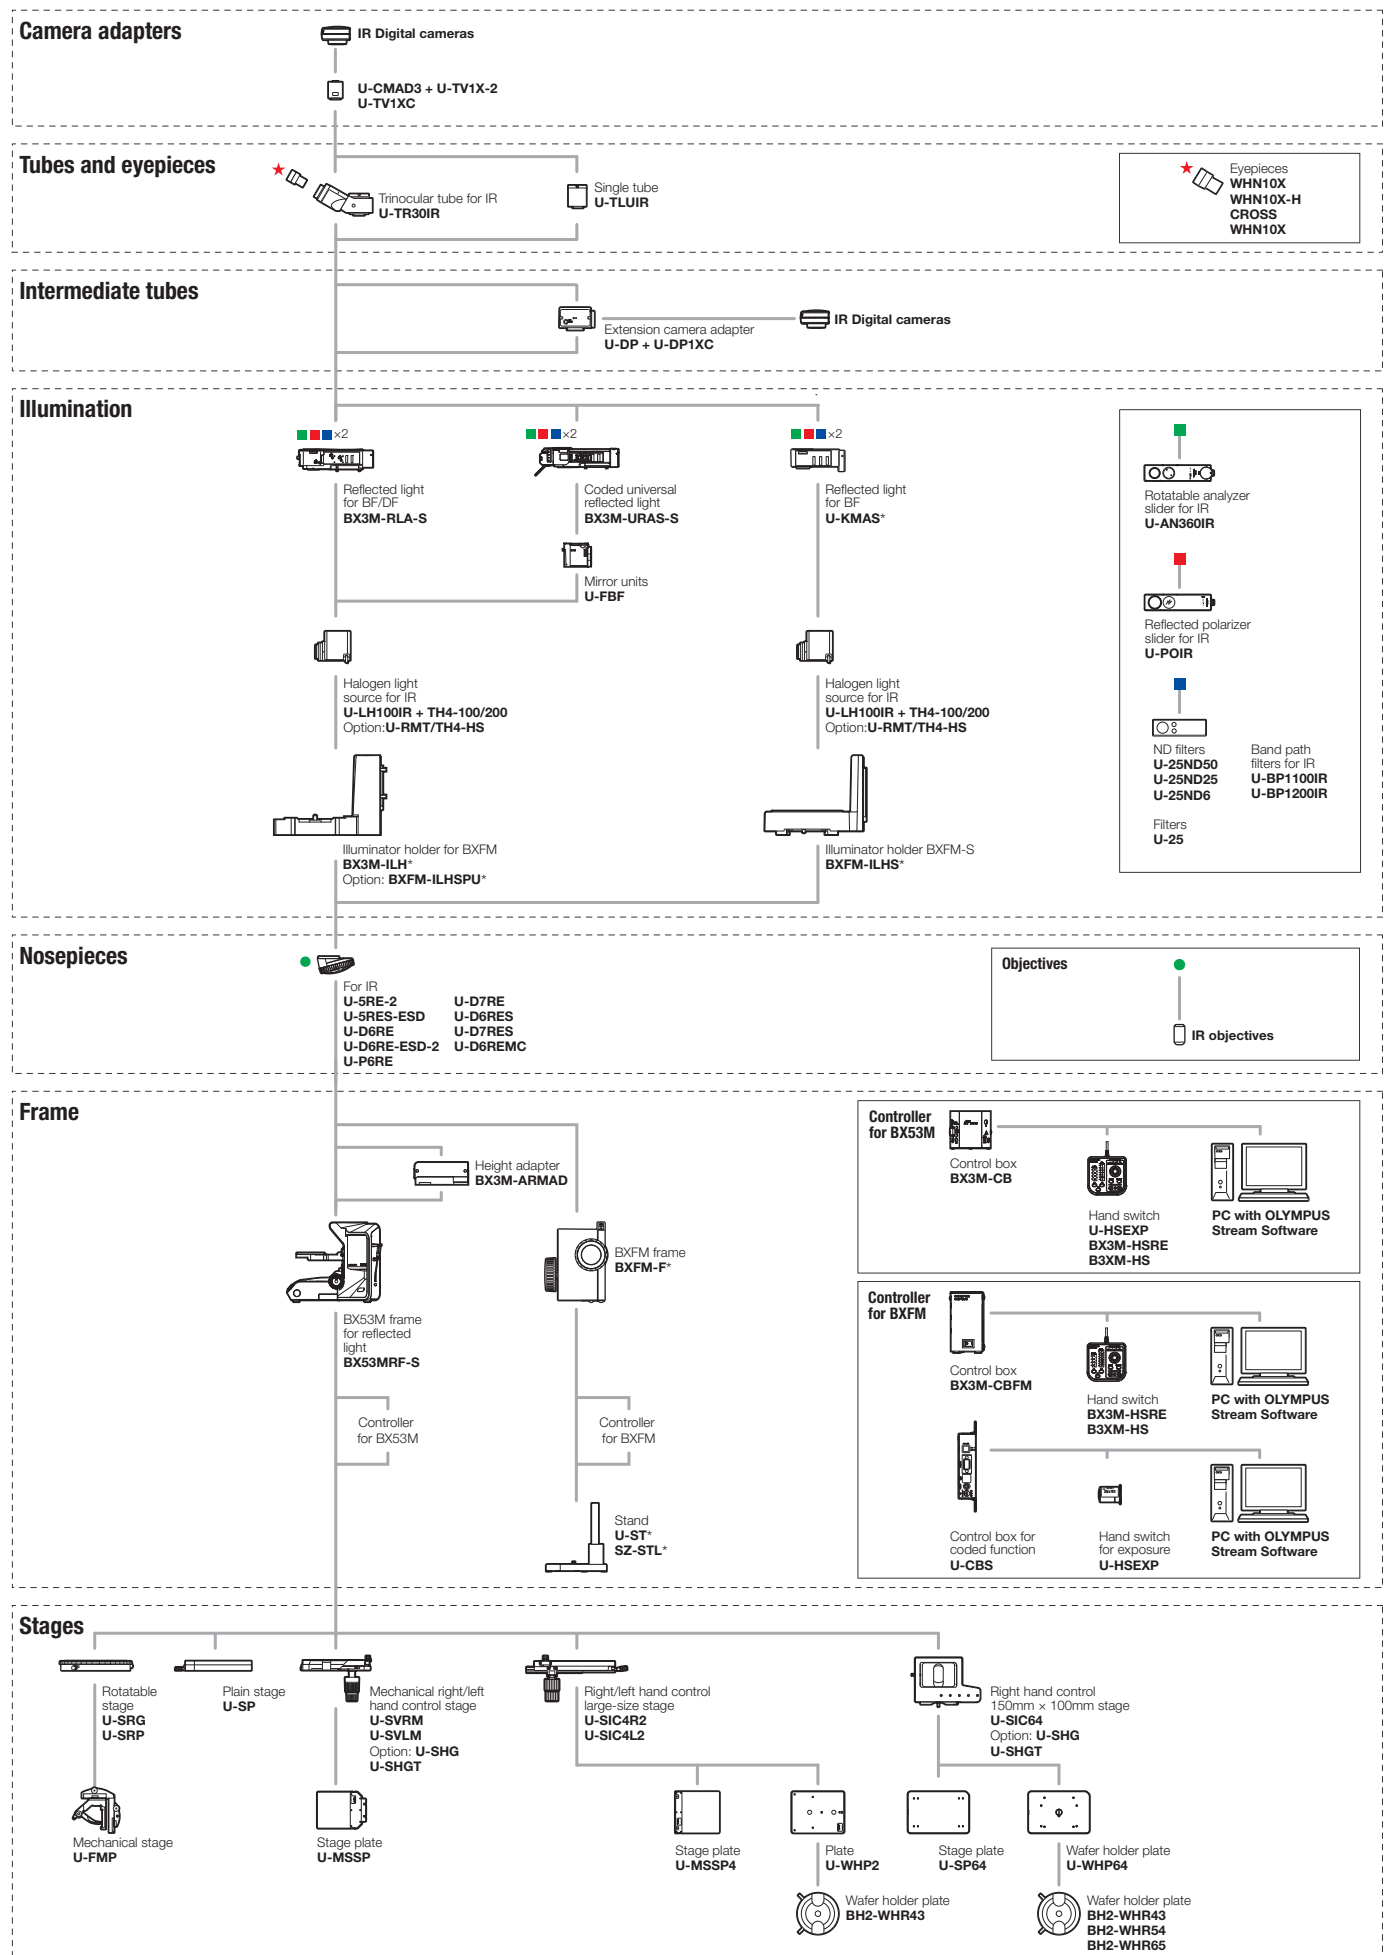 Camera adapters
IR Digital cameras
U-CMAD3 + U-TV1X-2
U-TV1XC
Tubes and eyepieces
Trinocular tube for IR
U-TR30IR
Single tube
U-TLUIR
Eyepieces
WHN10X
WHN10X-H
CROSS
WHN10X
Intermediate tubes
Extension camera adapter
U-DP + U-DP1XC
IR Digital cameras
Illumination
×2
Reflected light
for BF/DF
BX3M-RLA-S
×2
Coded universal
reflected light
BX3M-URAS-S
Mirror units
U-FBF
×2
Reflected light
for BF
U-KMAS*
Halogen light
source for IR
U-LH100IR + TH4-100/200
Option:U-RMT/TH4-HS
Halogen light
source for IR
U-LH100IR + TH4-100/200
Option:U-RMT/TH4-HS
Illuminator holder for BXFM
BX3M-ILH*
Option: BXFM-ILHSPU*
Illuminator holder BXFM-S
BXFM-ILHS*
Rotatable analyzer
slider for IR
U-AN360IR
Reflected polarizer
slider for IR
U-POIR
ND filters
U-25ND50
U-25ND25
U-25ND6
Filters
U-25
Band path
filters for IR
U-BP1100IR
U-BP1200IR
Nosepieces
For IR
U-5RE-2
U-5RES-ESD
U-D6RE
U-D6RE-ESD-2
U-P6RE
U-D7RE
U-D6RES
U-D7RES
U-D6REMC
Objectives
IR objectives
Frame
Height adapter
BX3M-ARMAD
BX53M frame
for reflected
light
BX53MRF-S
BXFM frame
BXFM-F*
Controller
for BX53M
Controller
for BXFM
Stand
U-ST*
SZ-STL*
Controller
for BX53M
Control box
BX3M-CB
Hand switch
U-HSEXP
BX3M-HSRE
B3XM-HS
PC with OLYMPUS
Stream Software
Controller
for BXFM
Control box
BX3M-CBFM
Hand switch
BX3M-HSRE
B3XM-HS
PC with OLYMPUS
Stream Software
Control box for
coded function
U-CBS
Hand switch
for exposure
U-HSEXP
PC with OLYMPUS
Stream Software
Stages
Rotatable
stage
U-SRG
U-SRP
Plain stage
U-SP
Mechanical right/left
hand control stage
U-SVRM
U-SVLM
Option: U-SHG
U-SHGT
Right/left hand control
large-size stage
U-SIC4R2
U-SIC4L2
Right hand control
150mm × 100mm stage
U-SIC64
Option: U-SHG
U-SHGT
Mechanical stage
U-FMP
Stage plate
U-MSSP
Stage plate
U-MSSP4
Plate
U-WHP2
Stage plate
U-SP64
Wafer holder plate
U-WHP64
Wafer holder plate
BH2-WHR43
Wafer holder plate
BH2-WHR43
BH2-WHR54
BH2-WHR65